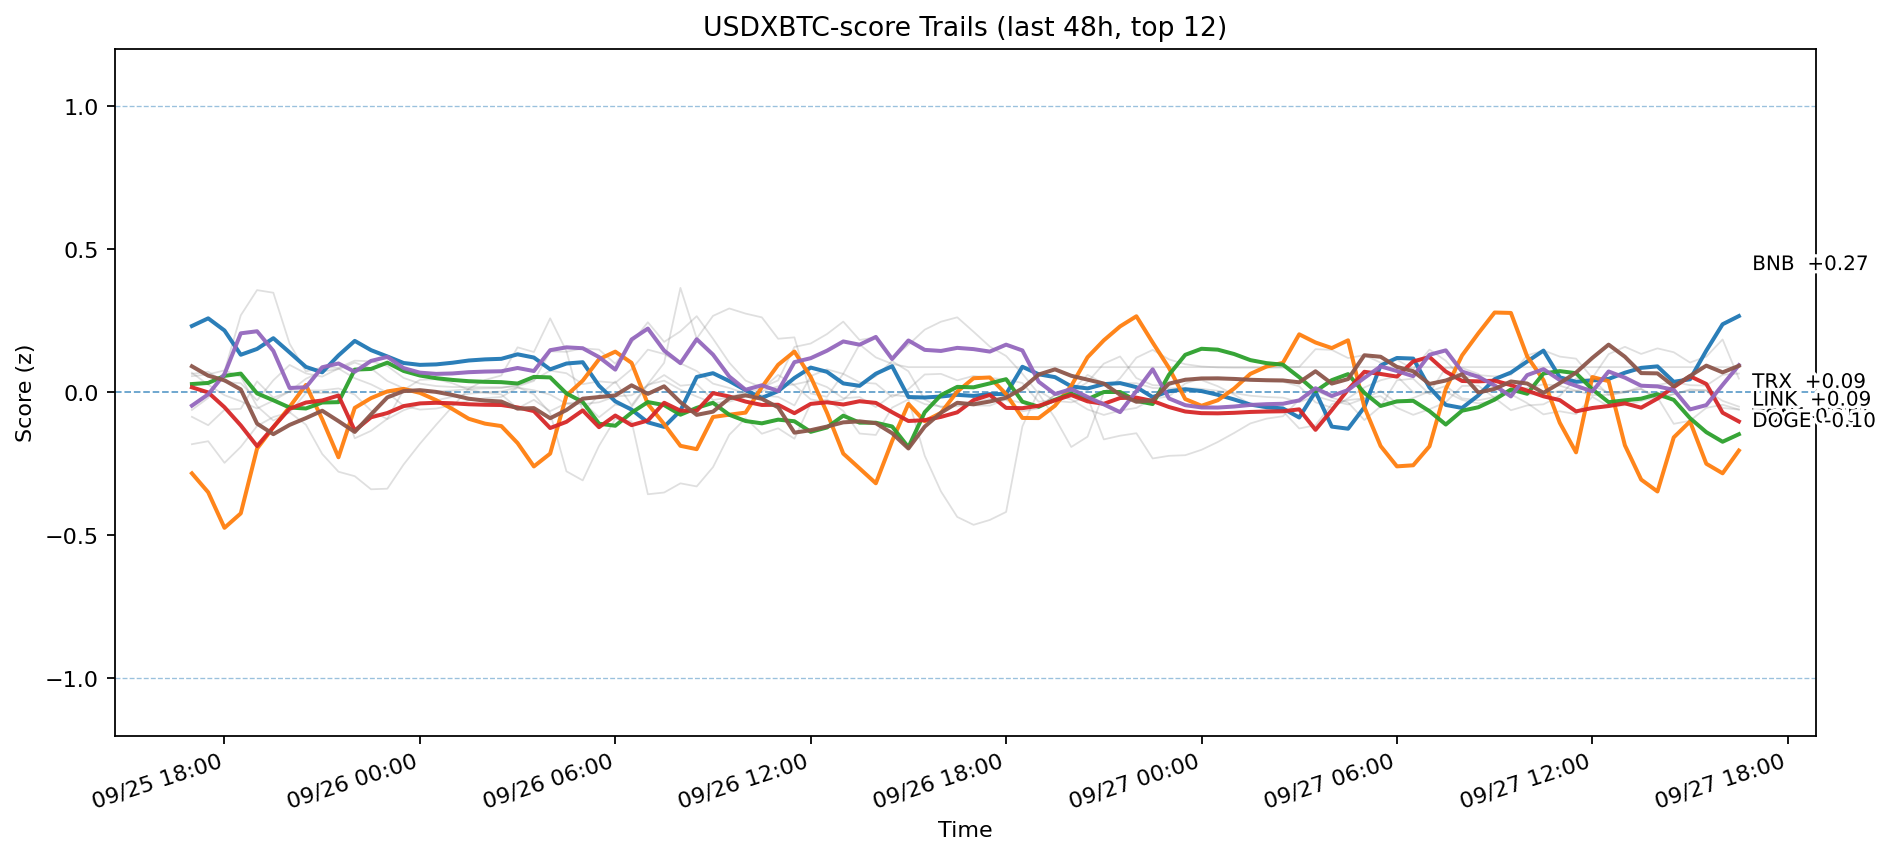 USDXBTC-score Trails (last 48h, top 12)
Score (z)
1.0
0.5
0.0
−0.5
−1.0
BNB +0.27
TRX +0.09
LINK +0.09
DOGE -0.10
09/25 18:00
09/26 00:00
09/26 06:00
09/26 12:00
09/26 18:00
09/27 00:00
09/27 06:00
09/27 12:00
09/27 18:00
Time